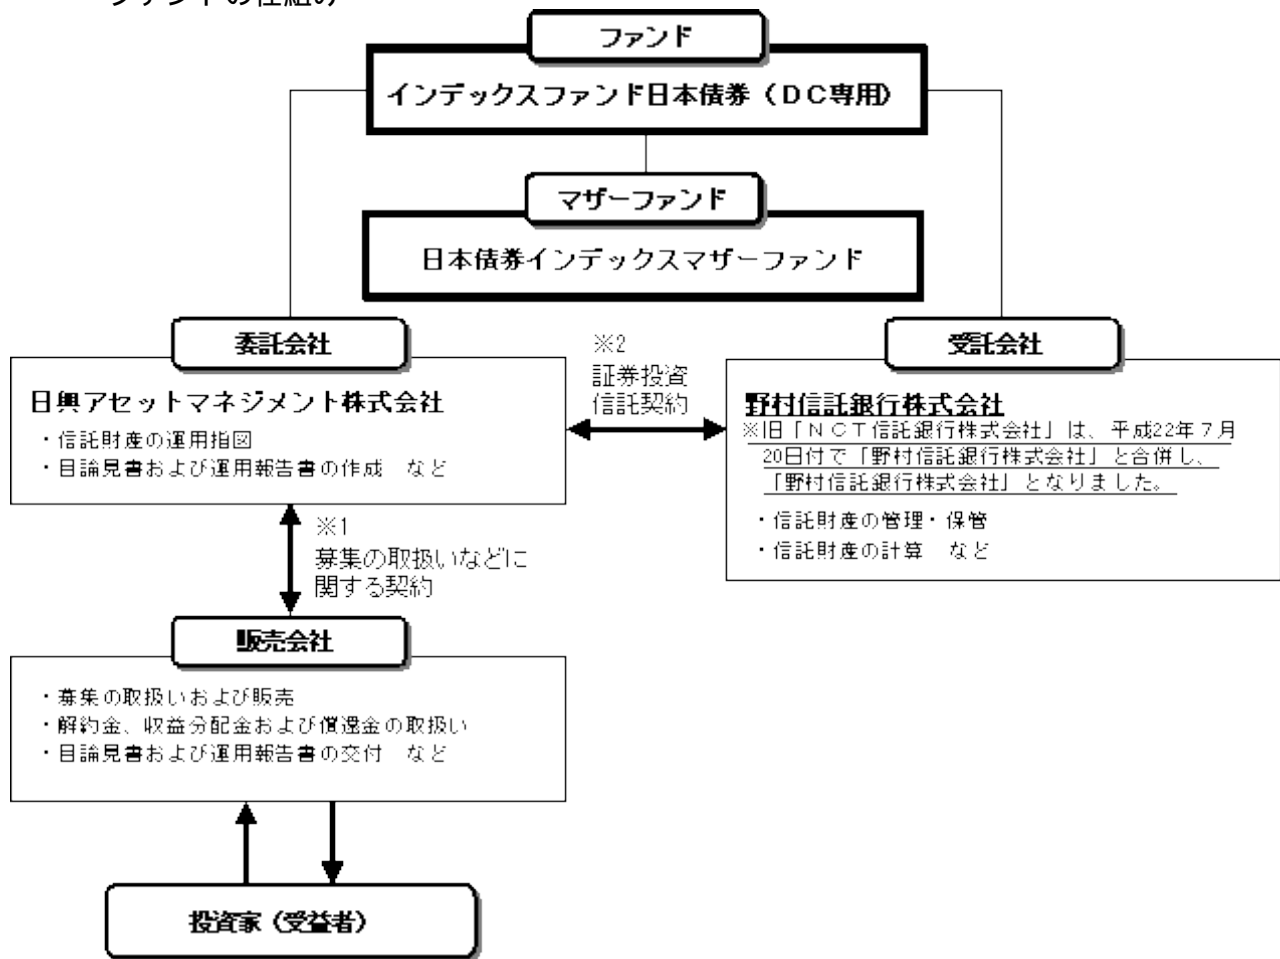 ファンドの仕組み
ファンド
インデックスファンド日本債券（ＤＣ専用）
マザーファンド
日本債券インデックスマザーファンド
委託会社
日興アセットマネジメント株式会社
・信託財産の運用指図
・目論見書および運用報告書の作成　など
※2
証券投資
信託契約
受託会社
野村信託銀行株式会社
※旧「ＮＣＴ信託銀行株式会社」は、平成22年７月
20日付で「野村信託銀行株式会社」と合併し、
「野村信託銀行株式会社」となりました。
・信託財産の管理・保管
・信託財産の計算　など
※1
募集の取扱いなどに
関する契約
販売会社
・募集の取扱いおよび販売
・解約金、収益分配金および償還金の取扱い
・目論見書および運用報告書の交付　など
投資家（受益者）